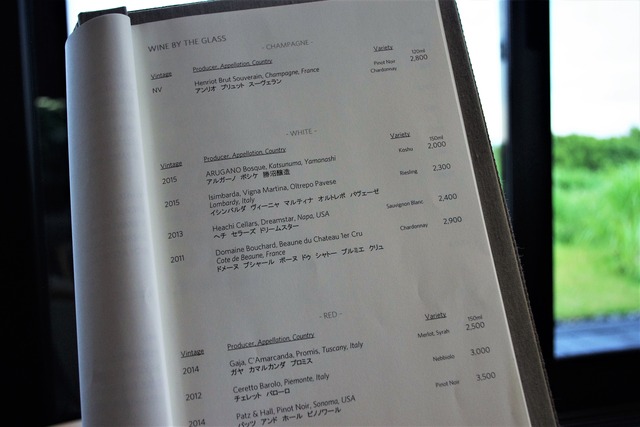 WINE BY THE GLASS
- CHAMPAGNE -
Vintage Producer, Appellation, Country Variety 120ml
NV Henriot Brut Souverain, Champagne, France Pinot Noir 2,800
アンリオ ブリュット スーヴェラン Chardonnay
- WHITE -
Vintage Producer, Appellation, Country Variety 150ml
2015 ARUGANO Bosque, Katsunuma, Yamanashi Koshu 2,000
アルガーノ ボシケ 勝沼醸造
2015 Isimbarda, Vigna Martina, Oltrepo Pavese Riesling 2,300
Lombardy, Italy
イシンバルダ ヴィーニャ マルティナ オルトレポ パヴェーゼ
2013 Heachi Cellars, Dreamstar, Napa, USA Sauvignon Blanc 2,400
ヘチ セラーズ ドリームスター
2011 Domaine Bouchard, Beaune du Chateau 1er Cru Chardonnay 2,900
Cote de Beaune, France
ドメーヌ ブシャール ボーヌ ドゥ シャトー プルミエ クリュ
- RED -
Vintage Producer, Appellation, Country Variety 150ml
2014 Gaja, C'Amarcanda, Promis, Tuscony, Italy Merlot, Syrah 2,500
ガヤ カマルカンダ プロミス
2012 Ceretto Barolo, Piemonte, Italy Nebbiolo 3,000
チェレット バローロ
2014 Patz & Hall, Pinot Noir, Sonoma, USA Pinot Noir 3,500
パッツ アンド ホール ピノノワール